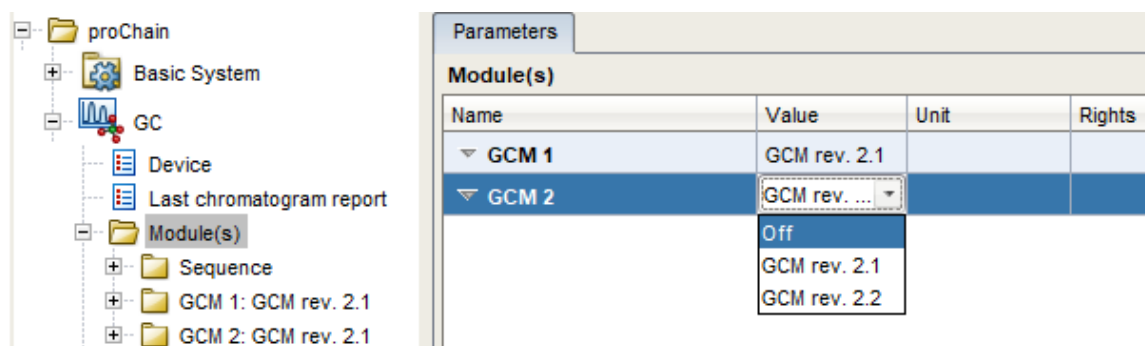 proChain
Basic System
GC
Device
Last chromatogram report
Module(s)
Sequence
GCM 1: GCM rev. 2.1
GCM 2: GCM rev. 2.1
Parameters
Module(s)
Name Value Unit Rights
GCM 1 GCM rev. 2.1
GCM 2 GCM rev. ...
Off
GCM rev. 2.1
GCM rev. 2.2